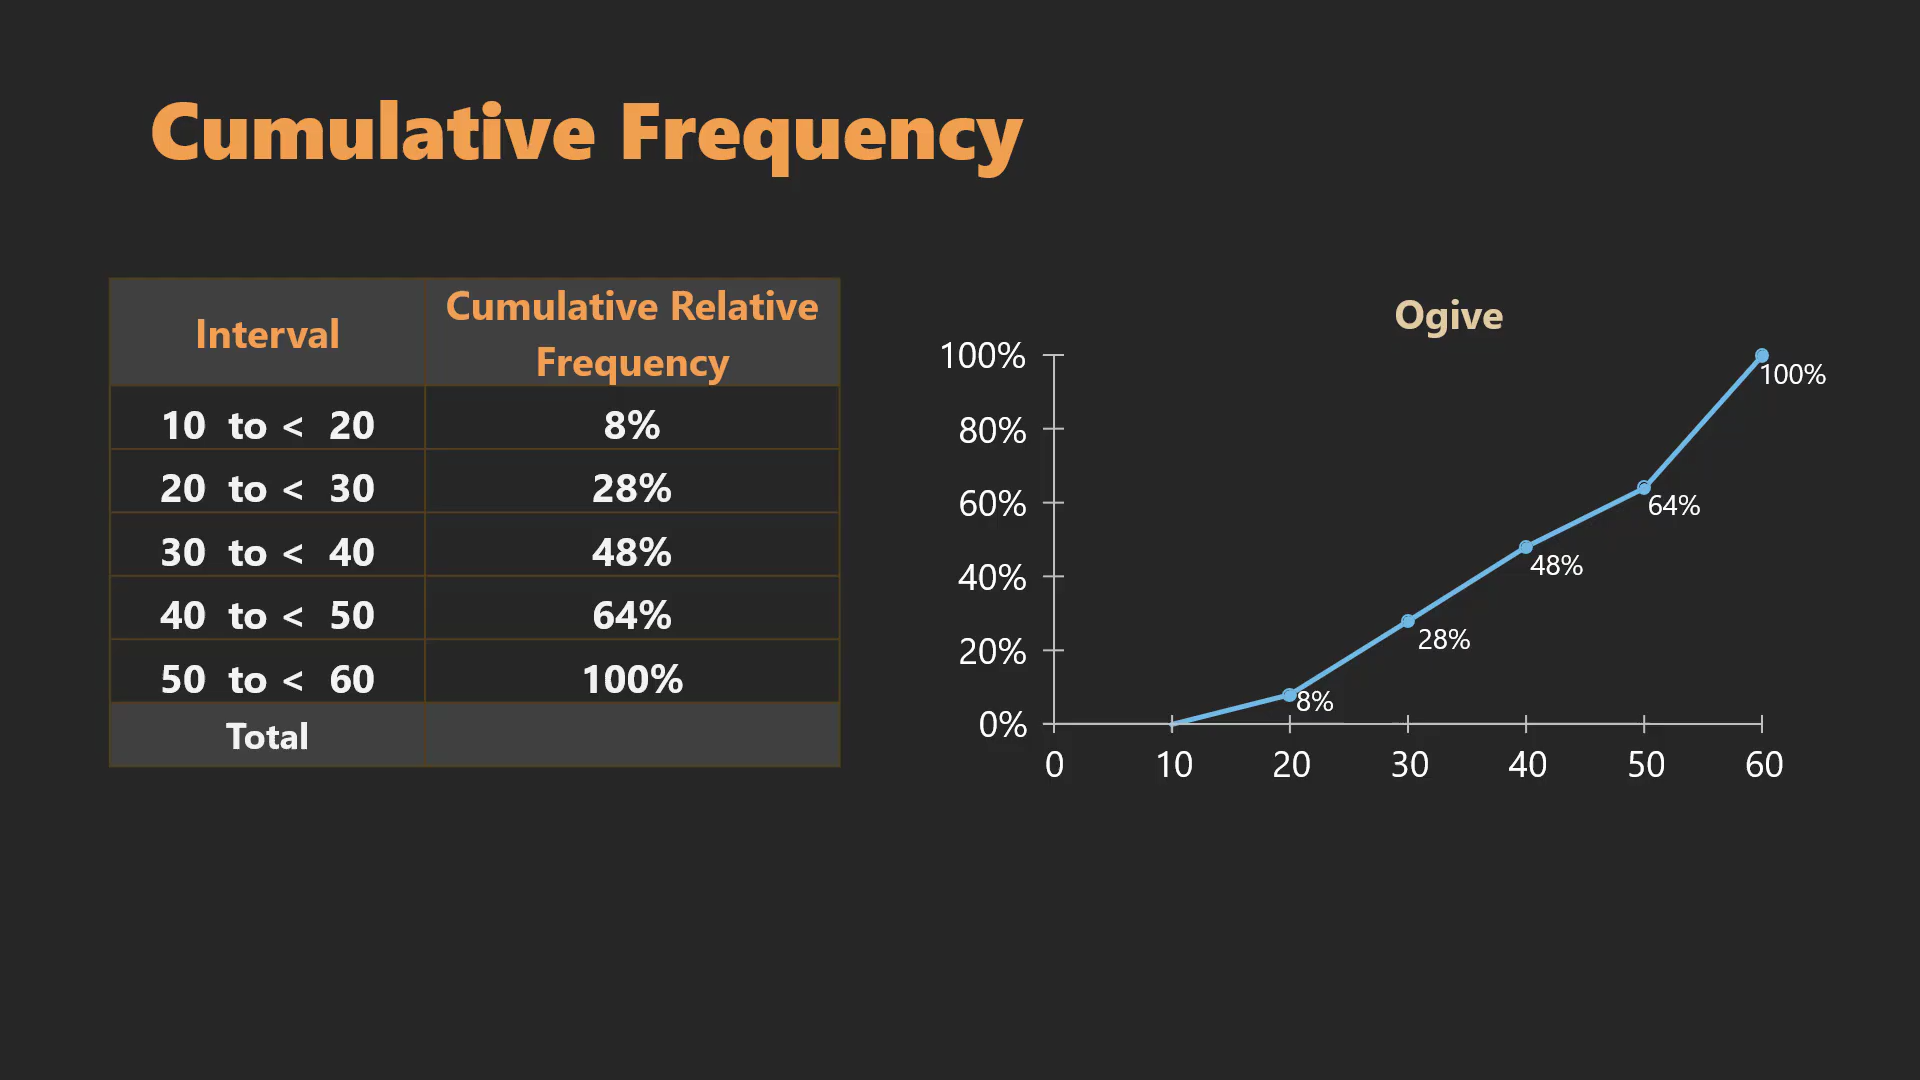 Cumulative Frequency
Interval
Cumulative Relative
Frequency
10 to < 20
8%
20 to < 30
28%
30 to < 40
48%
40 to < 50
64%
50 to < 60
100%
Total
Ogive
100%
80%
60%
40%
20%
0%
100%
64%
48%
28%
8%
0 10 20 30 40 50 60